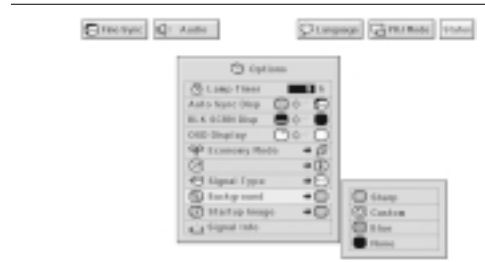 Fine Sync
Audio
Language
PRJ Mode
Status
Options
Lamp Timer h
Auto Sync Disp
BLK SCRN Disp
OSD Display
Economy Mode
Signal Type
Background
Startup Image
Signal Info
Sharp
Custom
Blue
None